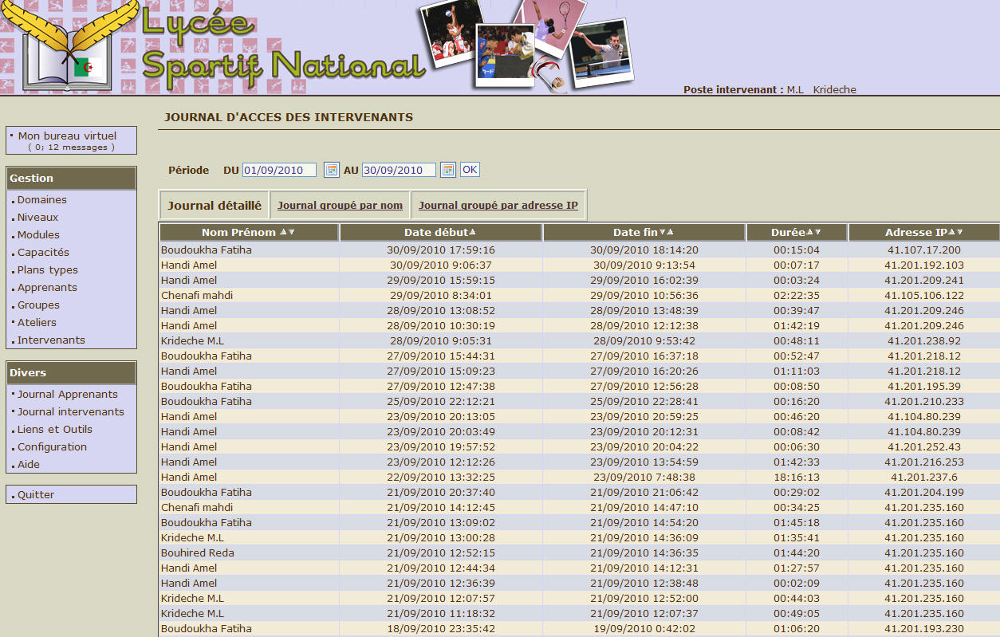 Lycée
Sportif National
Poste intervenant : M.L Krideche
JOURNAL D'ACCES DES INTERVENANTS
Mon bureau virtuel
( 0; 12 messages )
Gestion
Domaines
Niveaux
Modules
Capacités
Plans types
Apprenants
Groupes
Ateliers
Intervenants
Divers
Journal Apprenants
Journal intervenants
Liens et Outils
Configuration
Aide
Quitter
Période DU 01/09/2010 AU 30/09/2010 OK
Journal détaillé Journal groupé par nom Journal groupé par adresse IP
Nom Prénom Date début Date fin Durée Adresse IP
Boudoukha Fatiha 30/09/2010 17:59:16 30/09/2010 18:14:20 00:15:04 41.107.17.200
Handi Amel 30/09/2010 9:06:37 30/09/2010 9:13:54 00:07:17 41.201.192.103
Handi Amel 29/09/2010 15:59:15 29/09/2010 16:02:39 00:03:24 41.201.209.241
Chenafi mahdi 29/09/2010 8:34:01 29/09/2010 10:56:36 02:22:35 41.105.106.122
Handi Amel 28/09/2010 13:08:52 28/09/2010 13:48:39 00:39:47 41.201.209.246
Handi Amel 28/09/2010 10:30:19 28/09/2010 12:12:38 01:42:19 41.201.209.246
Krideche M.L 28/09/2010 9:05:31 28/09/2010 9:53:42 00:48:11 41.201.238.92
Boudoukha Fatiha 27/09/2010 15:44:31 27/09/2010 16:37:18 00:52:47 41.201.218.12
Handi Amel 27/09/2010 15:09:23 27/09/2010 16:20:26 01:11:03 41.201.218.12
Boudoukha Fatiha 27/09/2010 12:47:38 27/09/2010 12:56:28 00:08:50 41.201.195.39
Boudoukha Fatiha 25/09/2010 22:12:21 25/09/2010 22:28:41 00:16:20 41.201.210.233
Handi Amel 23/09/2010 20:13:05 23/09/2010 20:59:25 00:46:20 41.104.80.239
Handi Amel 23/09/2010 20:03:49 23/09/2010 20:12:31 00:08:42 41.104.80.239
Handi Amel 23/09/2010 19:57:52 23/09/2010 20:04:22 00:06:30 41.201.252.43
Handi Amel 23/09/2010 12:12:26 23/09/2010 13:54:59 01:42:33 41.201.216.253
Handi Amel 22/09/2010 13:32:25 23/09/2010 7:48:38 18:16:13 41.201.237.6
Boudoukha Fatiha 21/09/2010 20:37:40 21/09/2010 21:06:42 00:29:02 41.201.204.199
Chenafi mahdi 21/09/2010 14:12:45 21/09/2010 14:47:10 00:34:25 41.201.235.160
Boudoukha Fatiha 21/09/2010 13:09:02 21/09/2010 14:54:20 01:45:18 41.201.235.160
Krideche M.L 21/09/2010 13:00:28 21/09/2010 14:36:09 01:35:41 41.201.235.160
Bouhired Reda 21/09/2010 12:52:15 21/09/2010 14:36:35 01:44:20 41.201.235.160
Handi Amel 21/09/2010 12:44:34 21/09/2010 14:12:31 01:27:57 41.201.235.160
Handi Amel 21/09/2010 12:36:39 21/09/2010 12:38:48 00:02:09 41.201.235.160
Krideche M.L 21/09/2010 12:07:57 21/09/2010 12:52:00 00:44:03 41.201.235.160
Krideche M.L 21/09/2010 11:18:32 21/09/2010 12:07:37 00:49:05 41.201.235.160
Boudoukha Fatiha 18/09/2010 23:35:42 19/09/2010 0:42:02 01:06:20 41.201.193.230